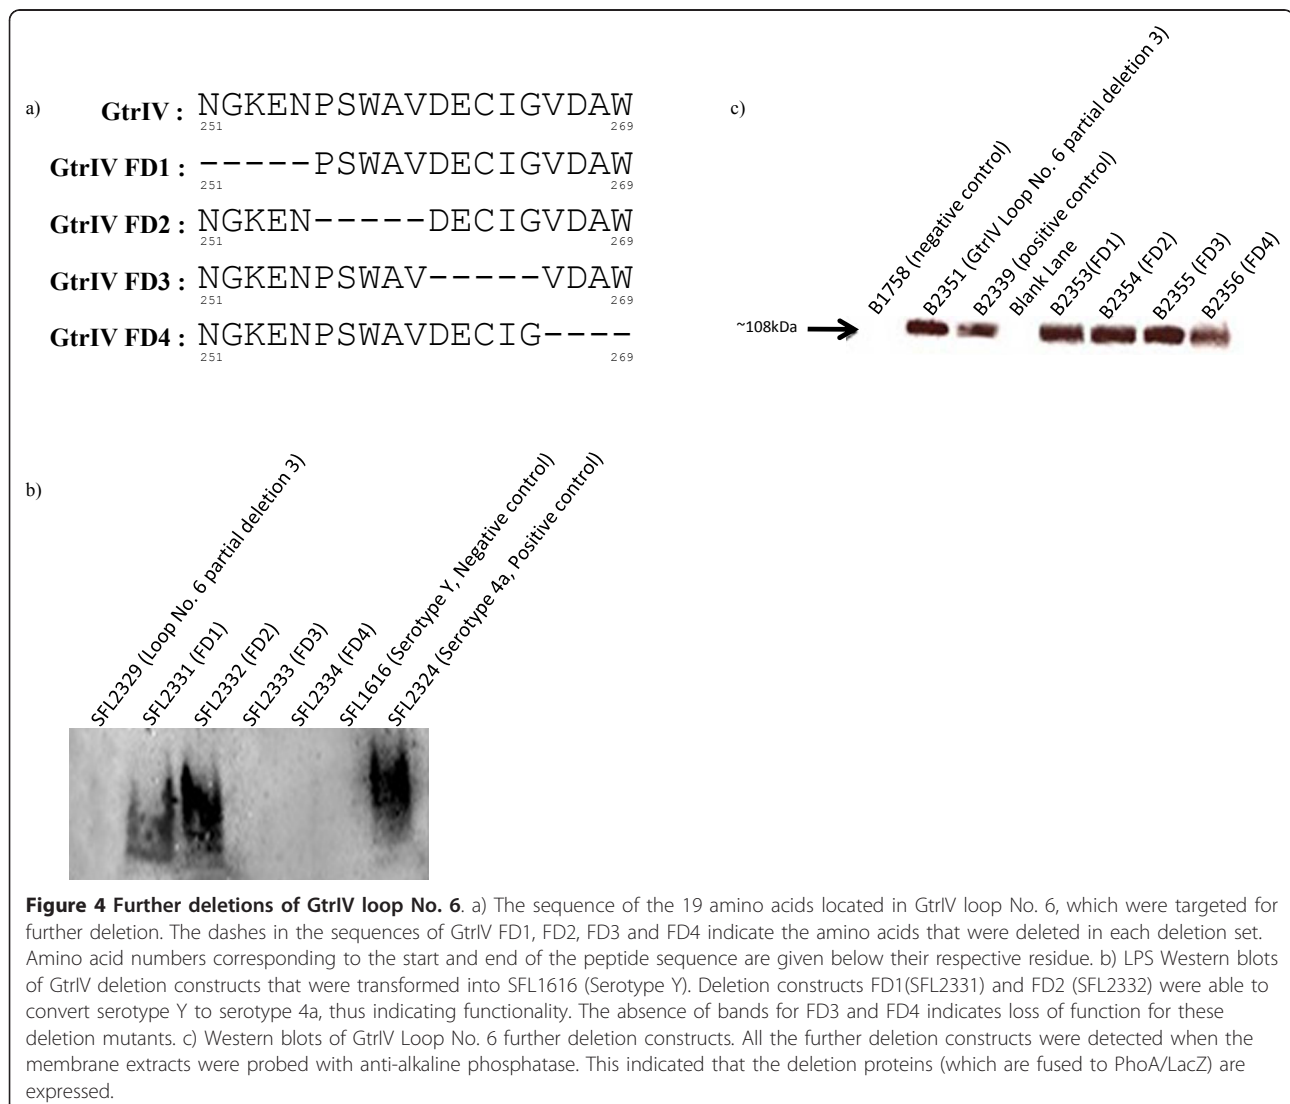 a)
GtrIV : NGKENPSWAVDECIGVDAW
251 269
GtrIV FD1 : -----PSWAVDECIGVDAW
251 269
GtrIV FD2 : NGKEN-----DECIGVDAW
251 269
GtrIV FD3 : NGKENPSWAV-----VDAW
251 269
GtrIV FD4 : NGKENPSWAVDECIG----
251 269
c)
B1758 (negative control)
B2351 (GtrIV Loop No. 6 partial deletion 3)
B2339 (positive control)
Blank Lane
B2353(FD1)
B2354 (FD2)
B2355 (FD3)
B2356 (FD4)
~108kDa
b)
SFL2329 (Loop No. 6 partial deletion 3)
SFL2331 (FD1)
SFL2332 (FD2)
SFL2333 (FD3)
SFL2334 (FD4)
SFL1616 (Serotype Y, Negative control)
SFL2324 (Serotype 4a, Positive control)
Figure 4 Further deletions of GtrIV loop No. 6. a) The sequence of the 19 amino acids located in GtrIV loop No. 6, which were targeted for
further deletion. The dashes in the sequences of GtrIV FD1, FD2, FD3 and FD4 indicate the amino acids that were deleted in each deletion set.
Amino acid numbers corresponding to the start and end of the peptide sequence are given below their respective residue. b) LPS Western blots
of GtrIV deletion constructs that were transformed into SFL1616 (Serotype Y). Deletion constructs FD1(SFL2331) and FD2 (SFL2332) were able to
convert serotype Y to serotype 4a, thus indicating functionality. The absence of bands for FD3 and FD4 indicates loss of function for these
deletion mutants. c) Western blots of GtrIV Loop No. 6 further deletion constructs. All the further deletion constructs were detected when the
membrane extracts were probed with anti-alkaline phosphatase. This indicated that the deletion proteins (which are fused to PhoA/LacZ) are
expressed.